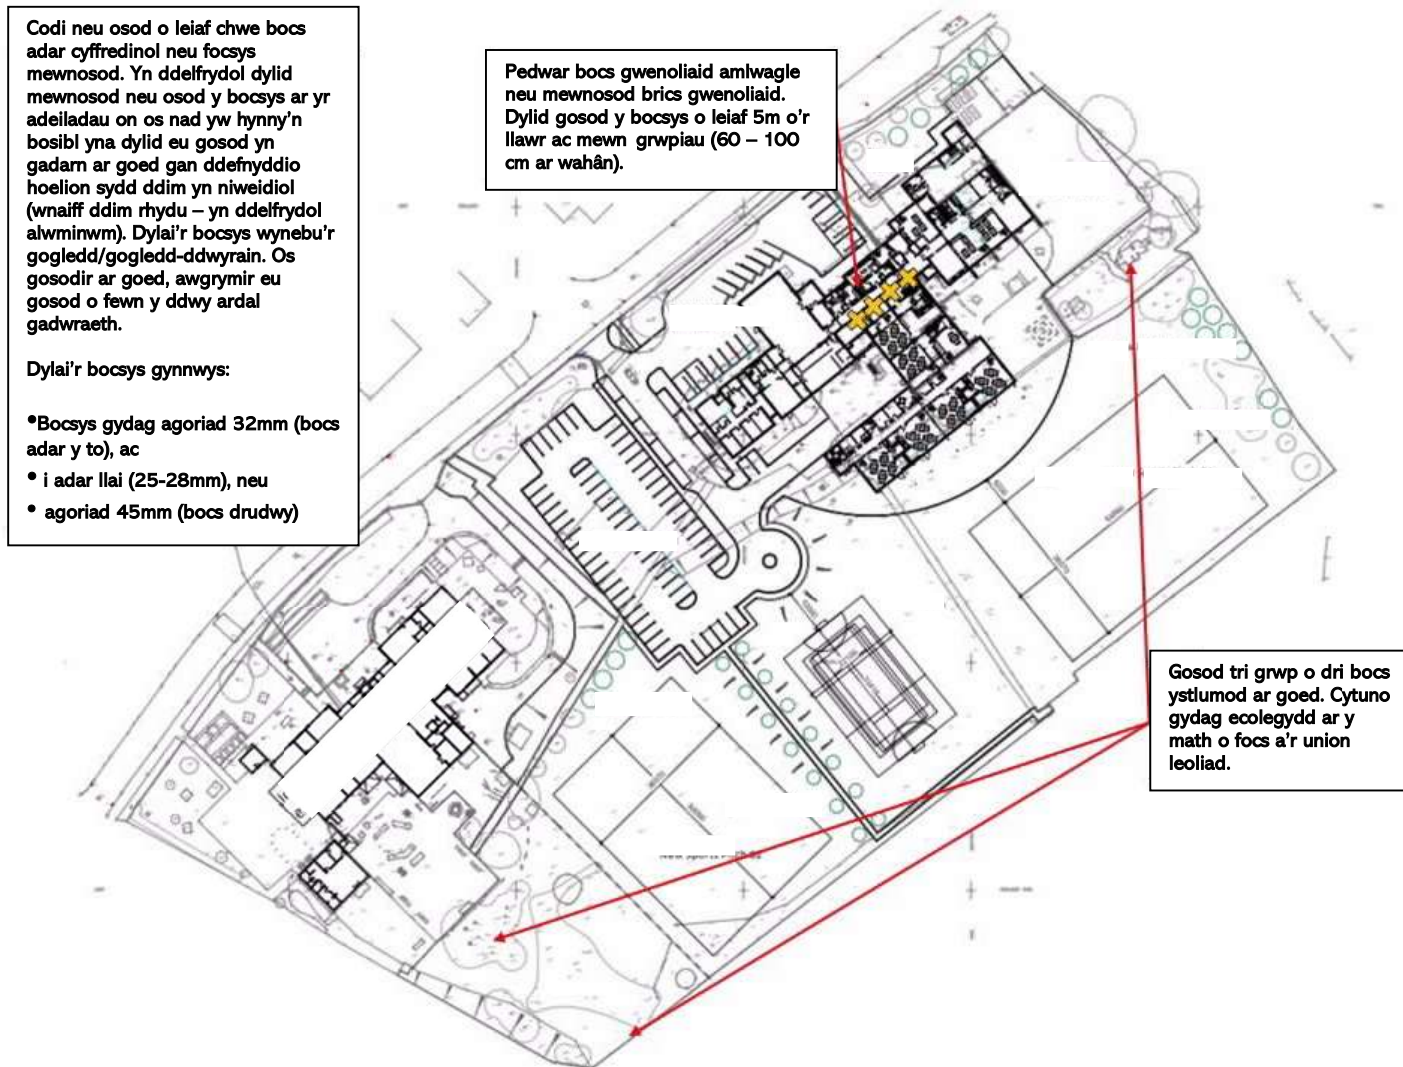 Codi neu osod o leiaf chwe bocs
adar cyffredinol neu focsys
mewnosod. Yn ddelfrydol dylid
mewnosod neu osod y bocsys ar yr
adeiladau on os nad yw hynny'n
bosibl yna dylid eu gosod yn
gadarn ar goed gan ddefnyddio
hoelion sydd ddim yn niweidiol
(wnaiff ddim rhydu – yn ddelfrydol
alwminwm). Dylai'r bocsys wynebu'r
gogledd/gogledd-ddwyrain. Os
gosodir ar goed, awgrymir eu
gosod o fewn y ddwy ardal
gadwraeth.
Dylai'r bocsys gynnwys:
•Bocsys gydag agoriad 32mm (bocs
adar y to), ac
• i adar llai (25-28mm), neu
• agoriad 45mm (bocs drudwy)
Pedwar bocs gwenoliaid amlwagle
neu mewnosod brics gwenoliaid.
Dylid gosod y bocsys o leiaf 5m o'r
llawr ac mewn grwpiau (60 – 100
cm ar wahân).
Gosod tri grwp o dri bocs
ystlumod ar goed. Cytuno
gydag ecolegydd ar y
math o focs a'r union
leoliad.